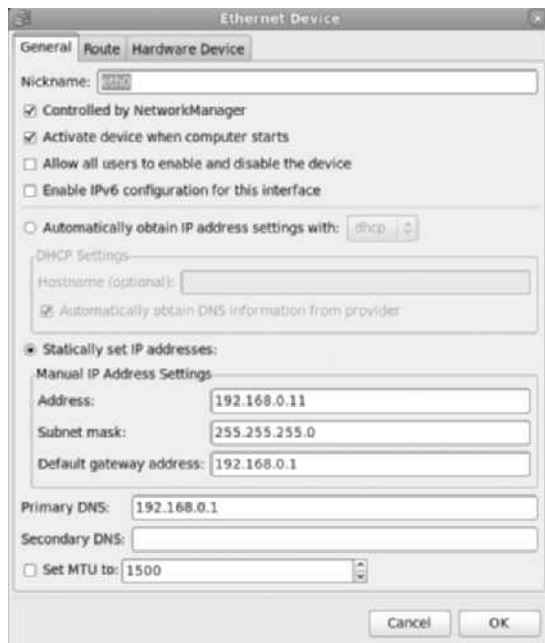 Ethernet Device
General Route Hardware Device
Nickname: eth0
Controlled by NetworkManager
Activate device when computer starts
Allow all users to enable and disable the device
Enable IPv6 configuration for this interface
Automatically obtain IP address settings with: dhcp
DHCP Settings
Hostname (optional):
Automatically obtain DNS information from provider
Statically set IP addresses:
Manual IP Address Settings
Address: 192.168.0.11
Subnet mask: 255.255.255.0
Default gateway address: 192.168.0.1
Primary DNS: 192.168.0.1
Secondary DNS:
Set MTU to: 1500
Cancel OK